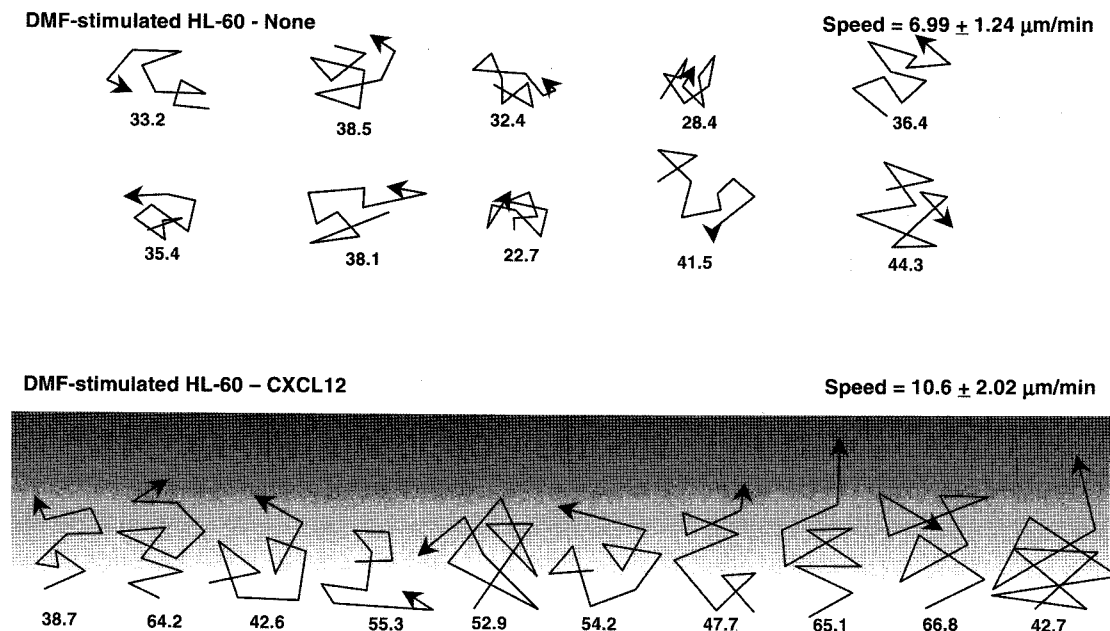 DMF-stimulated HL-60 - None Speed = 6.99 ± 1.24 µm/min
33.2 38.5 32.4 28.4 36.4
35.4 38.1 22.7 41.5 44.3
DMF-stimulated HL-60 – CXCL12 Speed = 10.6 ± 2.02 µm/min
38.7 64.2 42.6 55.3 52.9 54.2 47.7 65.1 66.8 42.7